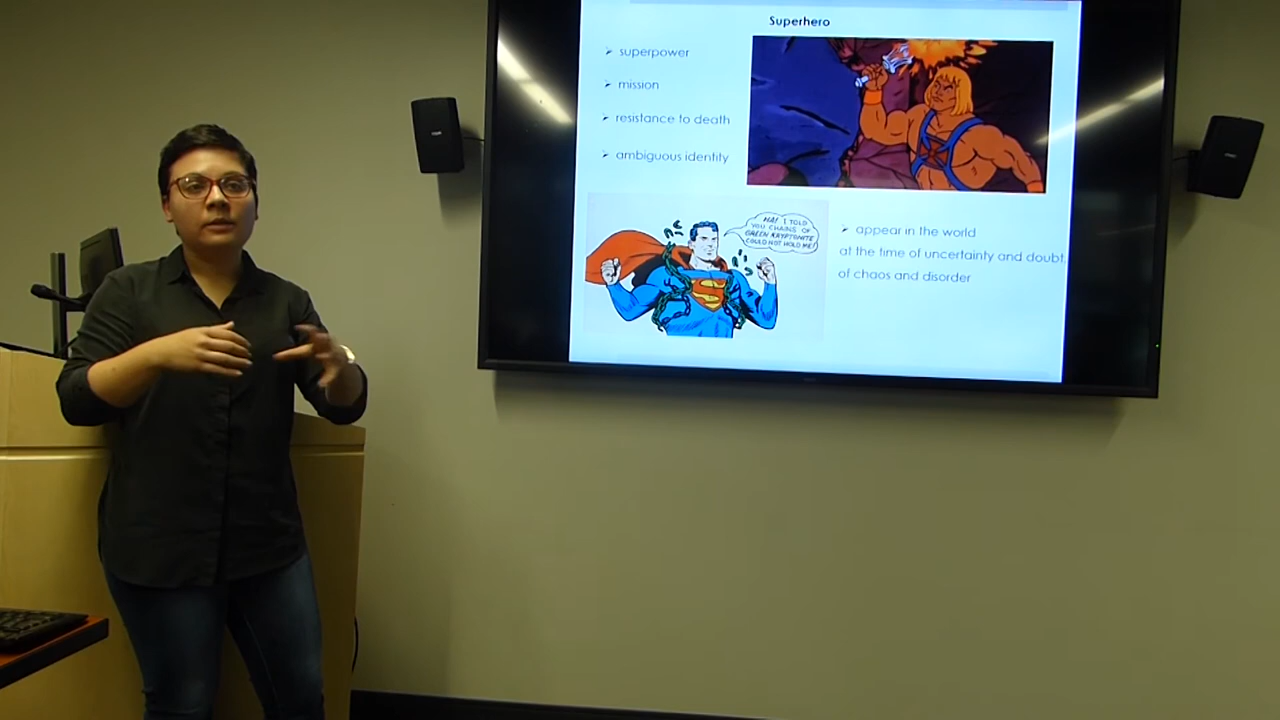 Superhero
superpower
mission
resistance to death
ambiguous identity
HA! I TOLD
YOU CHAINS OF
GREEN KRYPTONITE
COULD NOT HOLD ME!
S
appear in the world
at the time of uncertainty and doubt,
of chaos and disorder